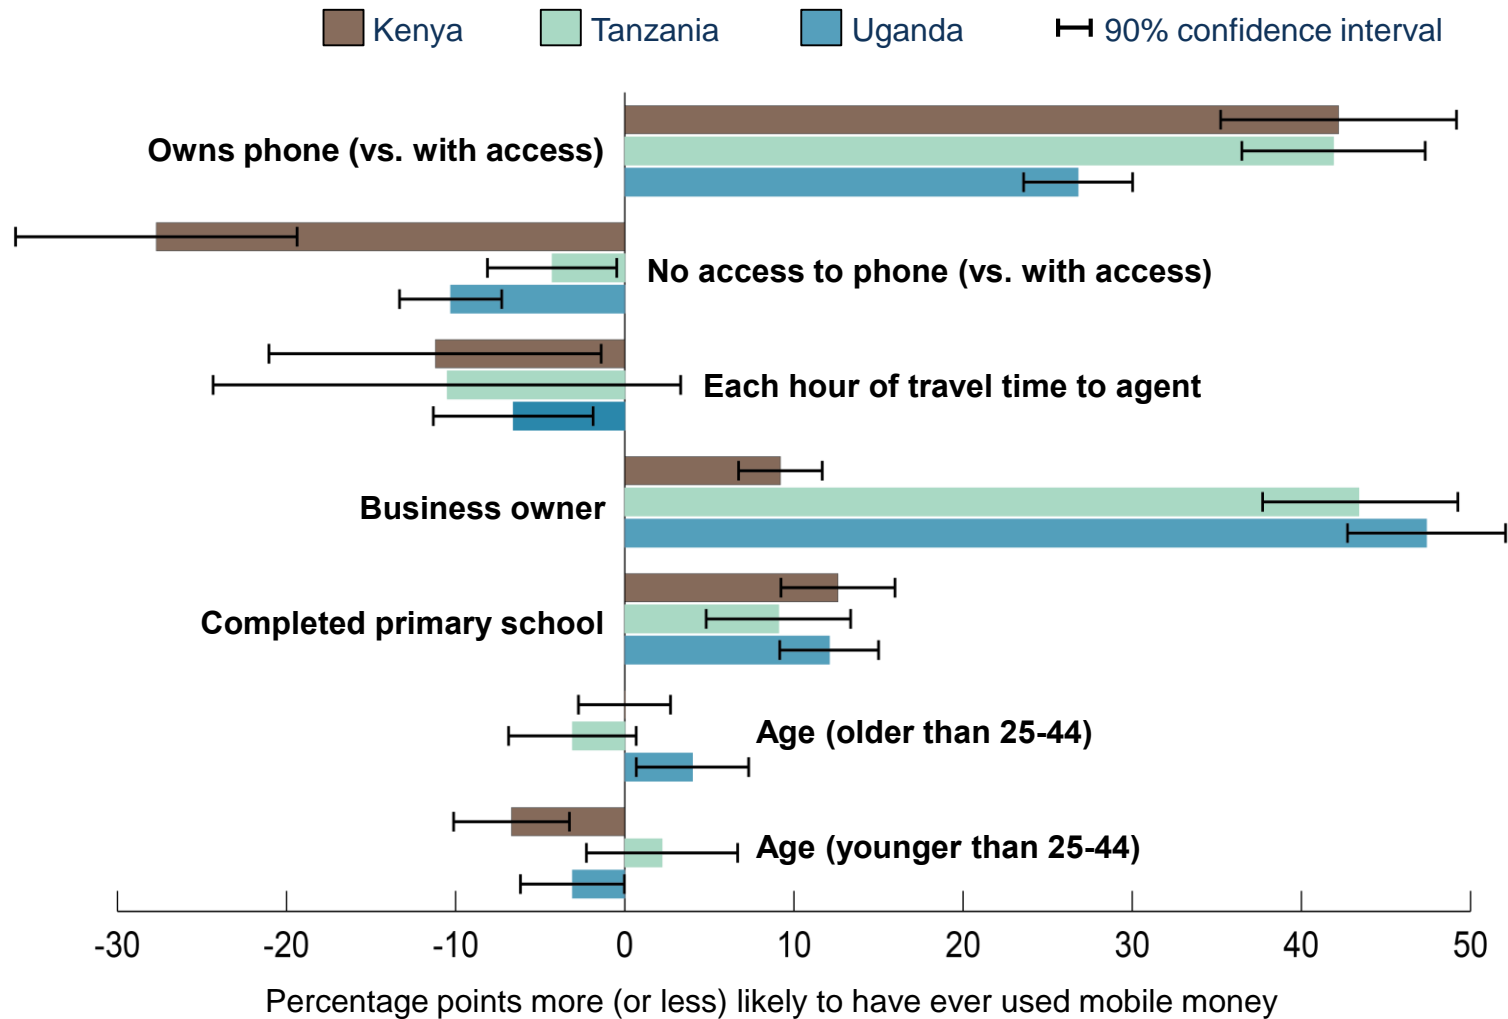 Kenya
Tanzania
Uganda
90% confidence interval
Owns phone (vs. with access)
No access to phone (vs. with access)
Each hour of travel time to agent
Business owner
Completed primary school
Age (older than 25-44)
Age (younger than 25-44)
-30 -20 -10 0 10 20 30 40 50
Percentage points more (or less) likely to have ever used mobile money